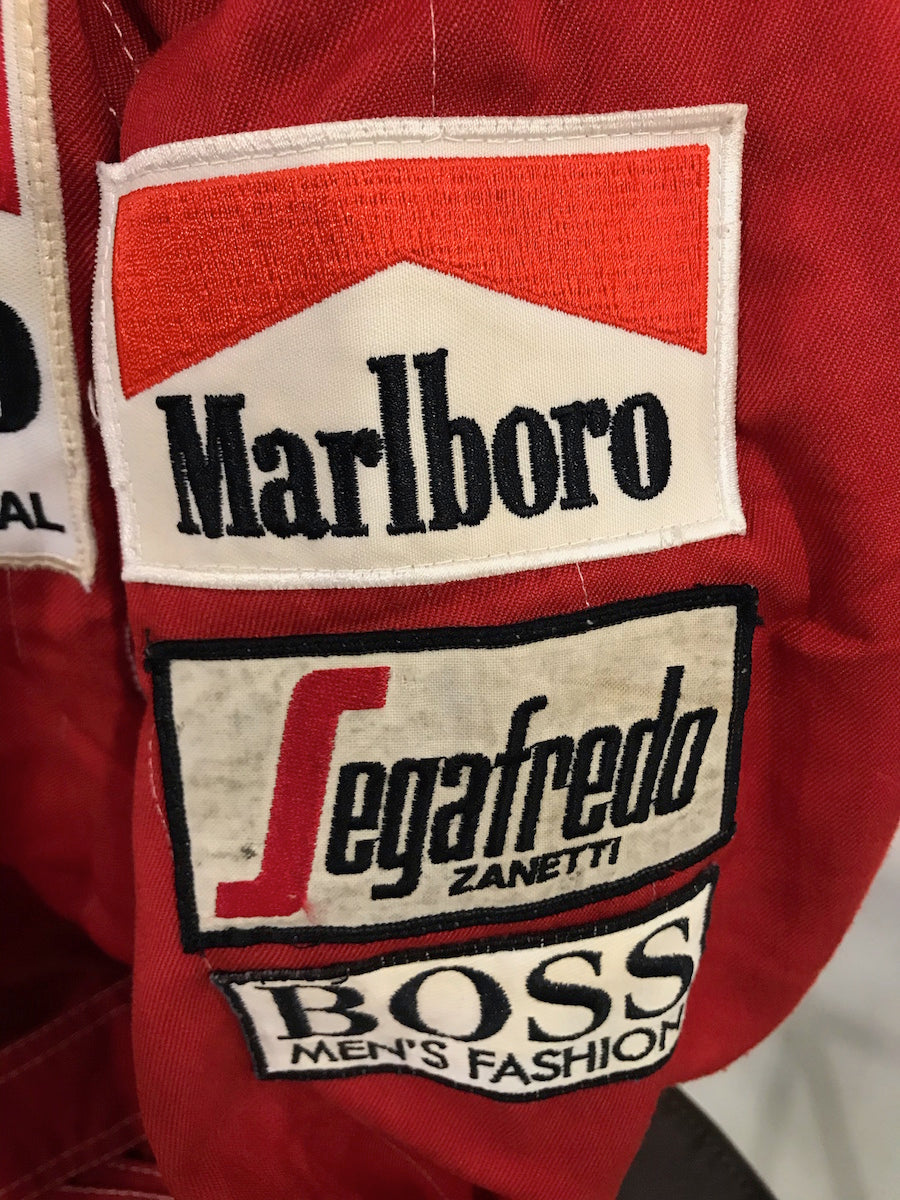 Marlboro
Segafredo
ZANETTI
BOSS
MEN'S FASHION